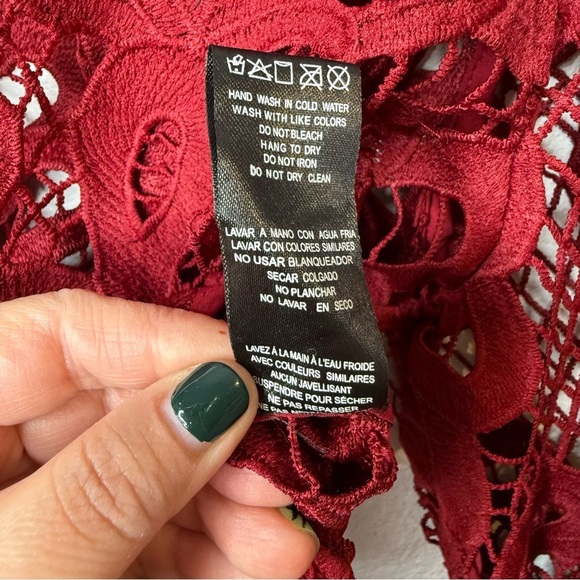 HAND WASH IN COLD WATER
WASH WITH LIKE COLORS
DO NOT BLEACH
HANG TO DRY
DO NOT IRON
DO NOT DRY CLEAN
LAVAR A MANO CON AGUA FRIA
LAVAR CON COLORES SIMILARES
NO USAR BLANQUEADOR
SECAR COLGADO
NO PLANCHAR
NO LAVAR EN SECO
LAVEZ À LA MAIN À L'EAU FROIDE
AVEC COULEURS SIMILAIRES
AUCUN JAVELLISANT
SUSPENDRE POUR SÉCHER
NE PAS REPASSER
NE PAS